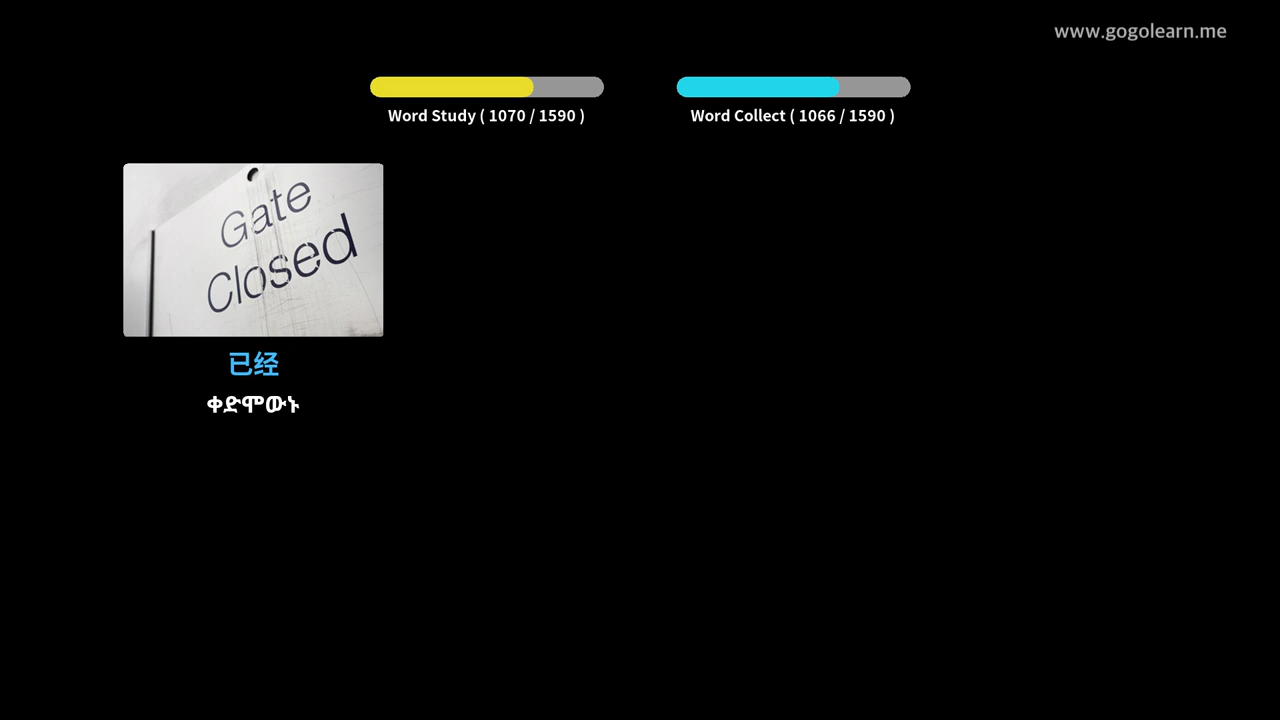 www.gogolearn.me
Word Study ( 1070 / 1590 )
Word Collect ( 1066 / 1590 )
Gate
Closed
已经
ቀድሞውኑ